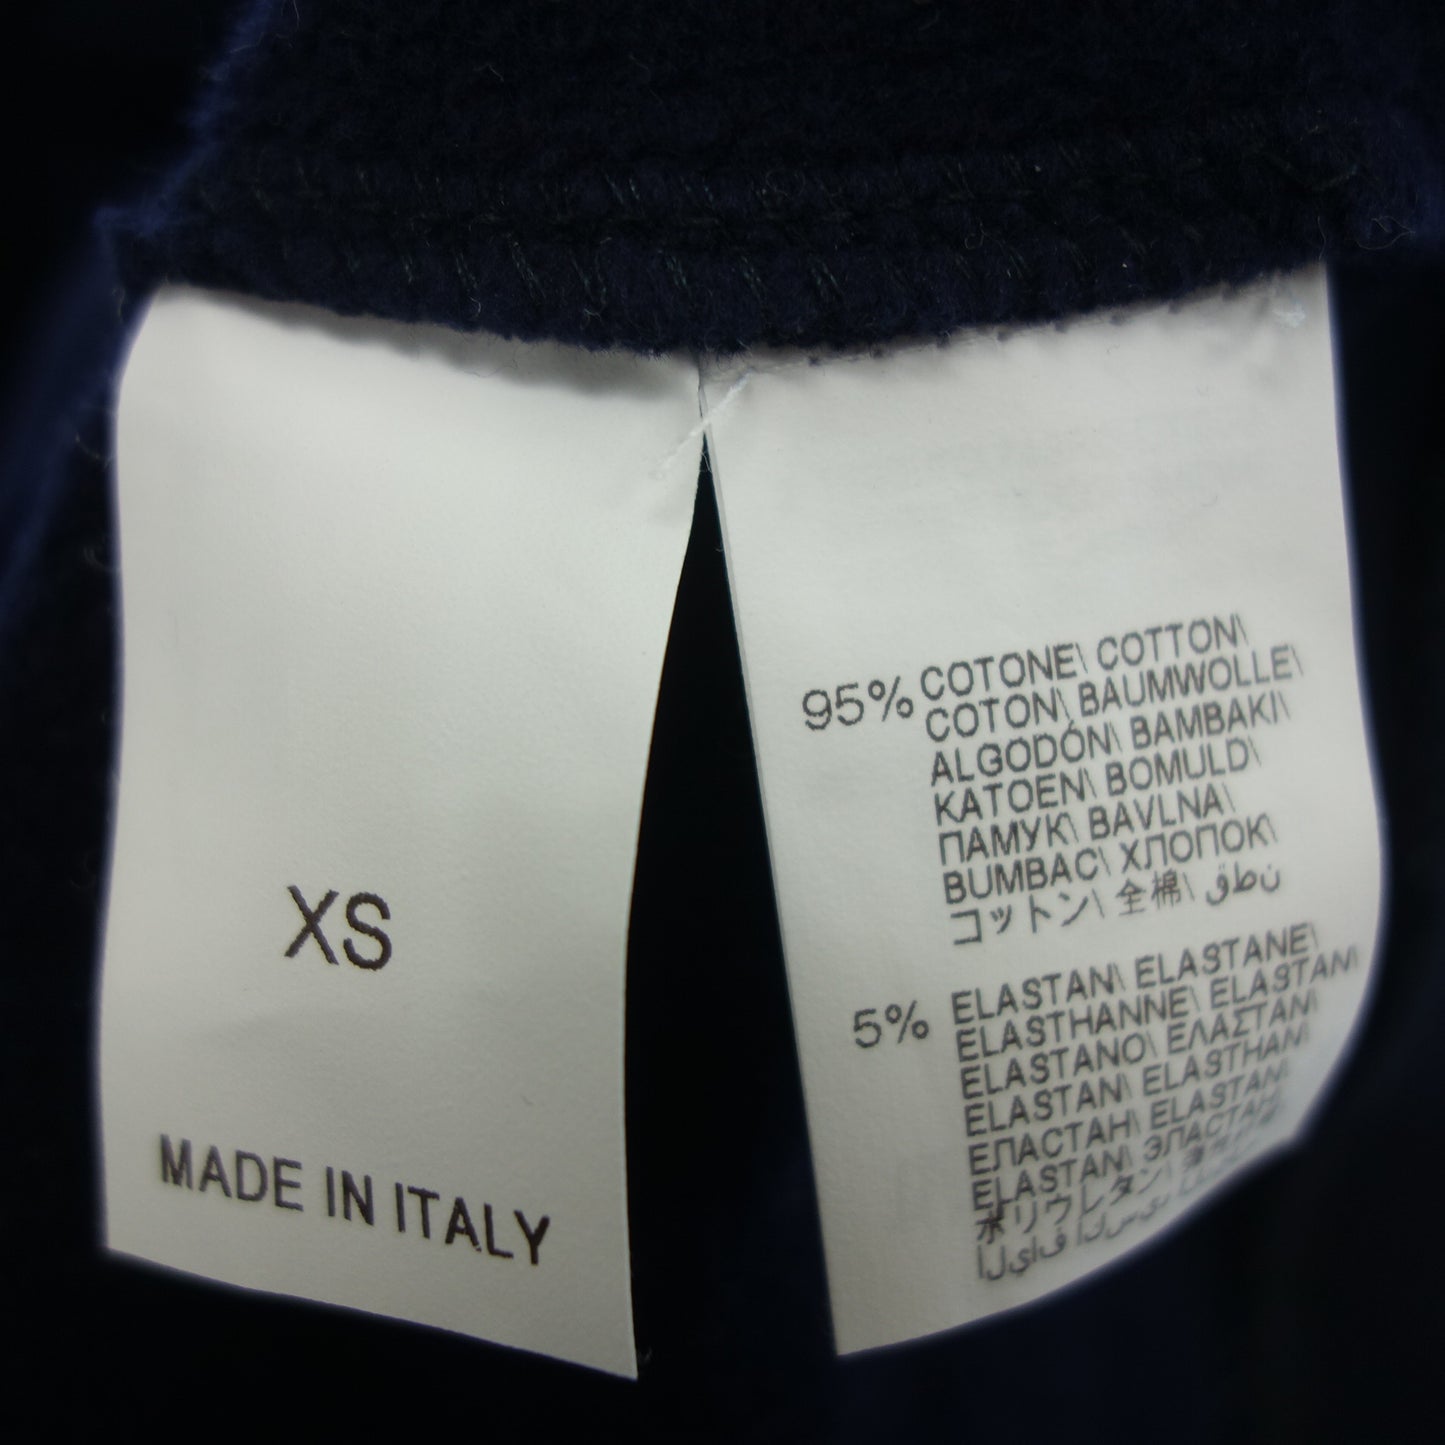 XS
MADE IN ITALY
95% COTONE\ COTTON\
COTON\ BAUMWOLLE\
ALGODÓN\ BAMBAKI\
KATOEN\ BOMULD\
ПАМУК\ BAVLNA\
BUMBAC\ ХЛОПОК\
コットン\ 全棉\ قطن
5% ELASTAN\ ELASTANE\
ELASTHANNE\ ELASTAN\
ELASTANO\ ΕΛΑΣΤΑΝ\
ELASTAN\ ELASTHAN\
ЕЛАСТАН\ ELASTAN\
ELASTAN\ ЭЛАСТАН\
ポリウレタン\